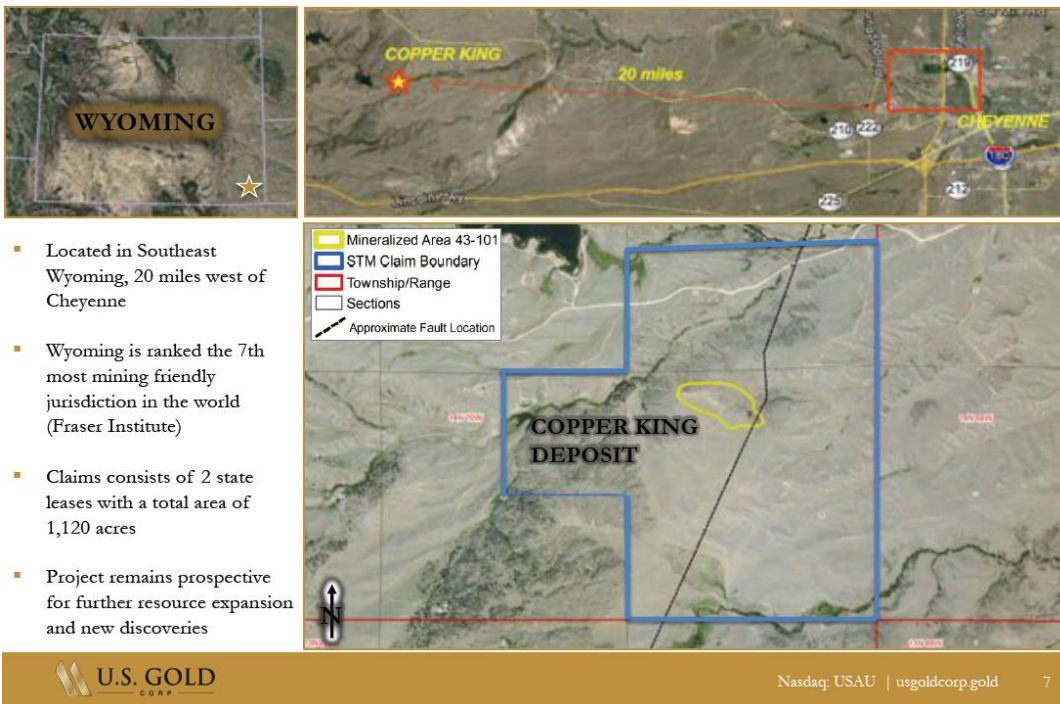 WYOMING
COPPER KING
20 miles
219
210
222
CHEYENNE
Lincoln Hwy
225
212
Located in Southeast
Wyoming, 20 miles west of
Cheyenne
Wyoming is ranked the 7th
most mining friendly
jurisdiction in the world
(Fraser Institute)
Claims consists of 2 state
leases with a total area of
1,120 acres
Project remains prospective
for further resource expansion
and new discoveries
Mineralized Area 43-101
STM Claim Boundary
Township/Range
Sections
Approximate Fault Location
COPPER KING
DEPOSIT
N
U.S. GOLD
CORP
Nasdaq: USAU | usgoldcorp.gold
7